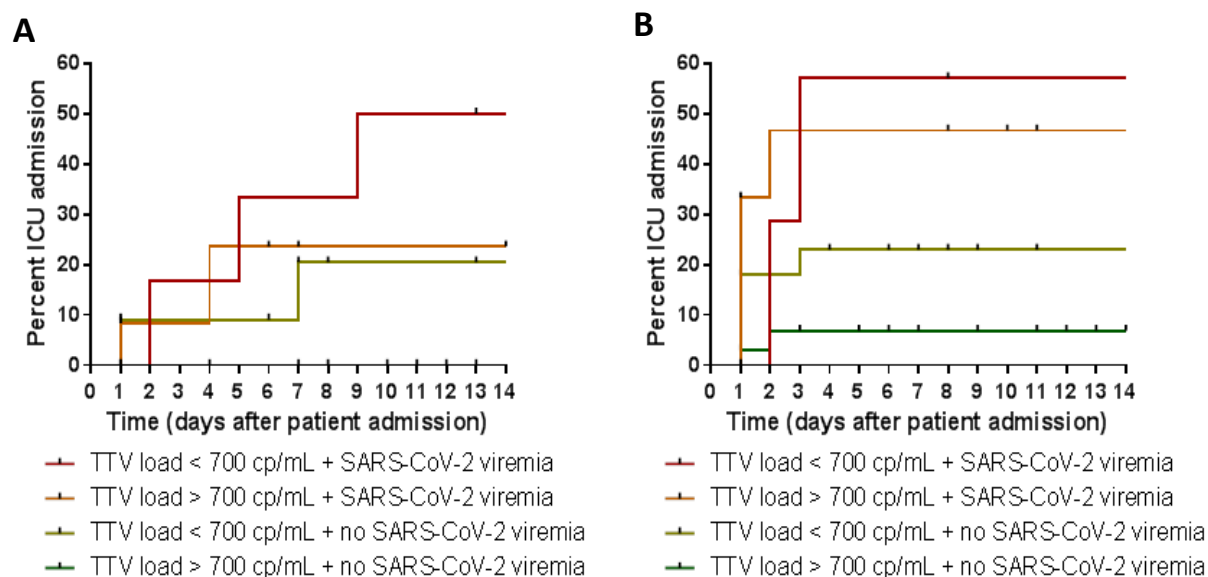 A
60
50
40
30
20
10
0
Percent ICU admission
0 1 2 3 4 5 6 7 8 9 10 11 12 13 14
Time (days after patient admission)
TTV load < 700 cp/mL + SARS-CoV-2 viremia
TTV load > 700 cp/mL + SARS-CoV-2 viremia
TTV load < 700 cp/mL + no SARS-CoV-2 viremia
TTV load > 700 cp/mL + no SARS-CoV-2 viremia
B
60
50
40
30
20
10
0
Percent ICU admission
0 1 2 3 4 5 6 7 8 9 10 11 12 13 14
Time (days after patient admission)
TTV load < 700 cp/mL + SARS-CoV-2 viremia
TTV load > 700 cp/mL + SARS-CoV-2 viremia
TTV load < 700 cp/mL + no SARS-CoV-2 viremia
TTV load > 700 cp/mL + no SARS-CoV-2 viremia